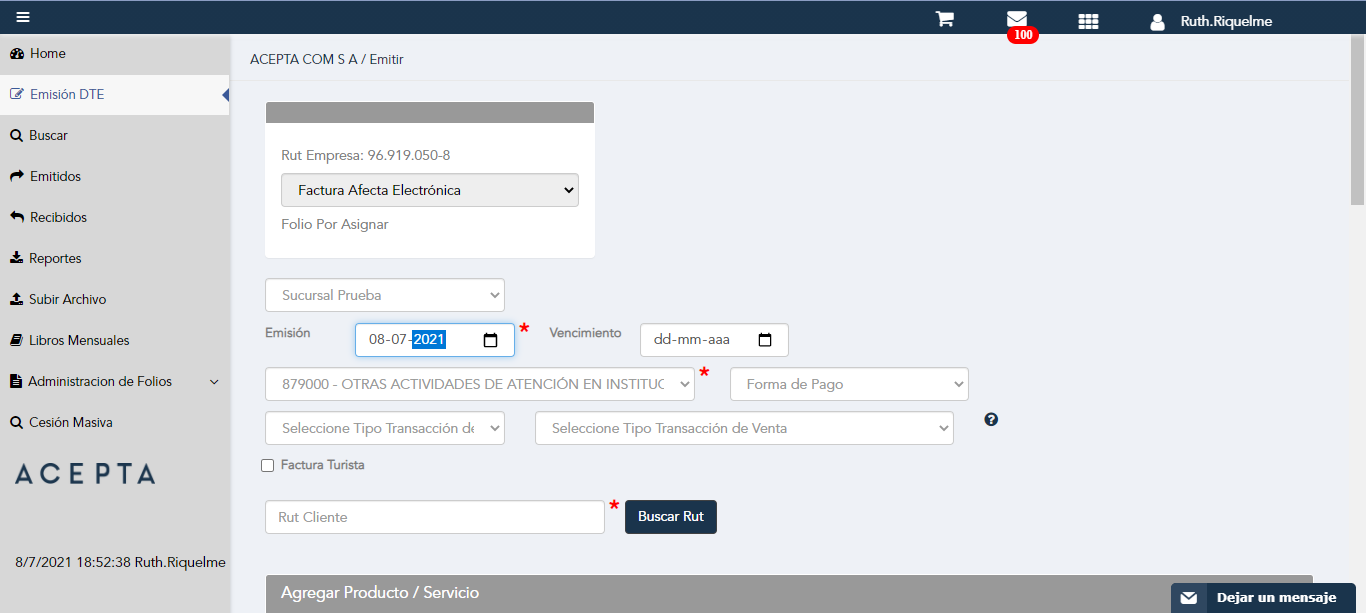 Ruth.Riquelme
100
Home
ACEPTA COM S A / Emitir
Emisión DTE
Buscar
Rut Empresa: 96.919.050-8
Emitidos
Factura Afecta Electrónica
Recibidos
Folio Por Asignar
Reportes
Subir Archivo
Sucursal Prueba
Libros Mensuales
Emisión 08-07-2021 * Vencimiento dd-mm-aaa
Administracion de Folios
879000 - OTRAS ACTIVIDADES DE ATENCIÓN EN INSTITUC * Forma de Pago
Cesión Masiva
Seleccione Tipo Transacción de Seleccione Tipo Transacción de Venta ?
Factura Turista
ACEPTA
Rut Cliente * Buscar Rut
8/7/2021 18:52:38 Ruth.Riquelme
Agregar Producto / Servicio
Dejar un mensaje